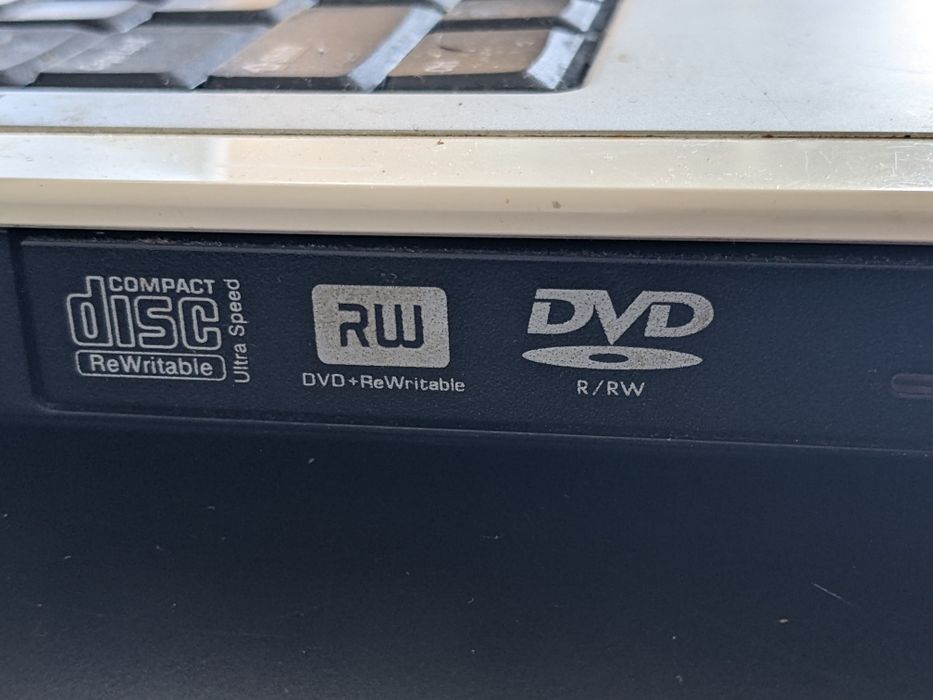 COMPACT
disc
ReWritable
Ultra Speed
RW
DVD+ReWritable
DVD
R/RW